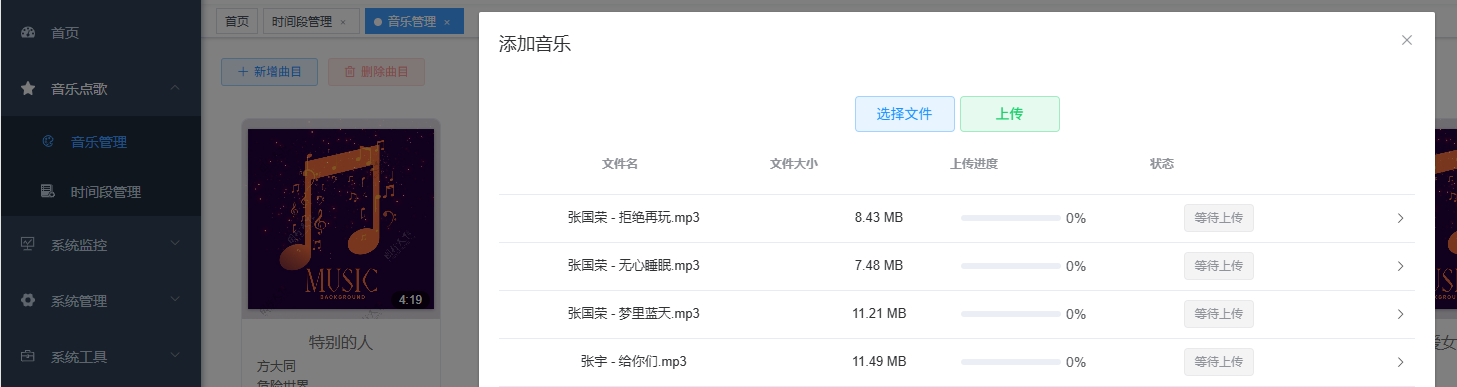 首页
音乐点歌
音乐管理
时间段管理
系统监控
系统管理
系统工具
首页 时间段管理 × 音乐管理 ×
+ 新增曲目 删除曲目
MUSIC
BACKGROUND
4:19
特别的人
方大同
危险世界
添加音乐 ×
选择文件 上传
文件名 文件大小 上传进度 状态
张国荣 - 拒绝再玩.mp3 8.43 MB 0% 等待上传
张国荣 - 无心睡眠.mp3 7.48 MB 0% 等待上传
张国荣 - 梦里蓝天.mp3 11.21 MB 0% 等待上传
张宇 - 给你们.mp3 11.49 MB 0% 等待上传